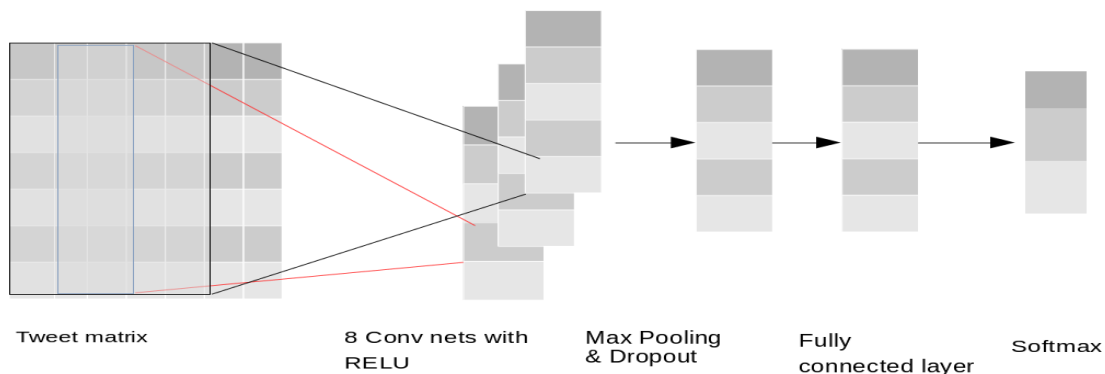 Tweet matrix
8 Conv nets with
RELU
Max Pooling
& Dropout
Fully
connected layer
Softmax